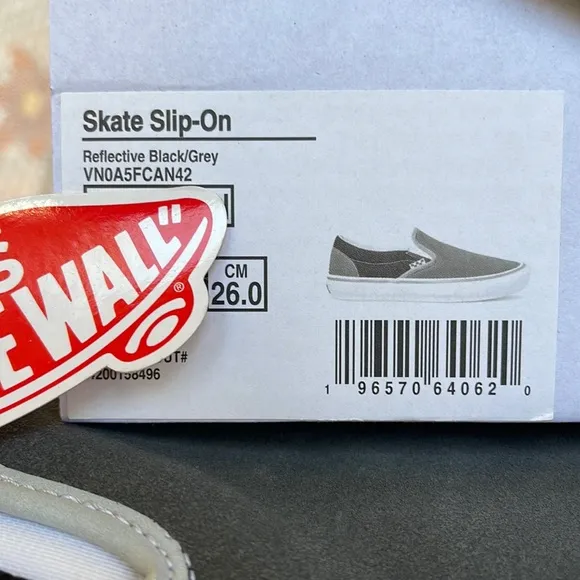 Skate Slip-On
Reflective Black/Grey
VN0A5FCAN42
CM
26.0
WALL"
®
1 96570 64062 0